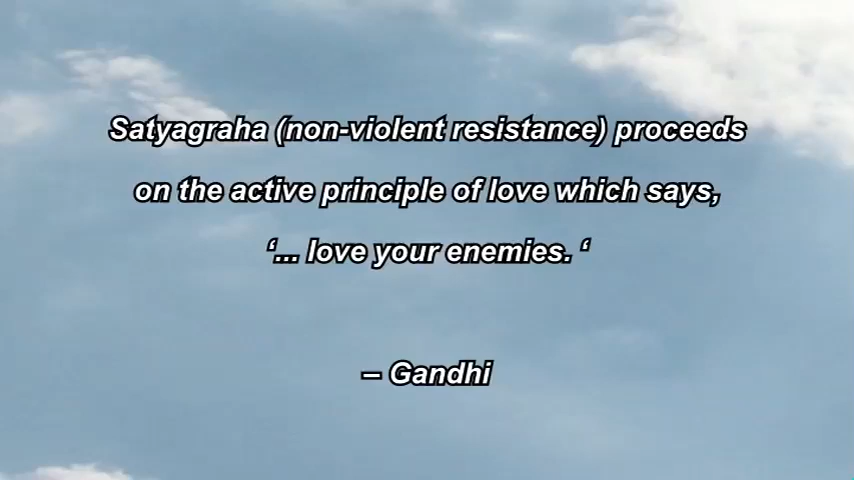 Satyagraha (non-violent resistance) proceeds
on the active principle of love which says,
‘... love your enemies. ‘
– Gandhi